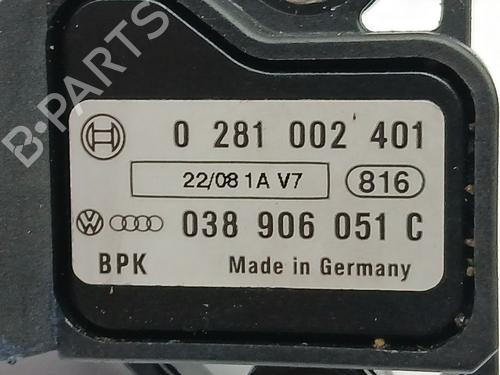 B-PARTS
0 281 002 401
22/08 1A V7 816
038 906 051 C
BPK Made in Germany